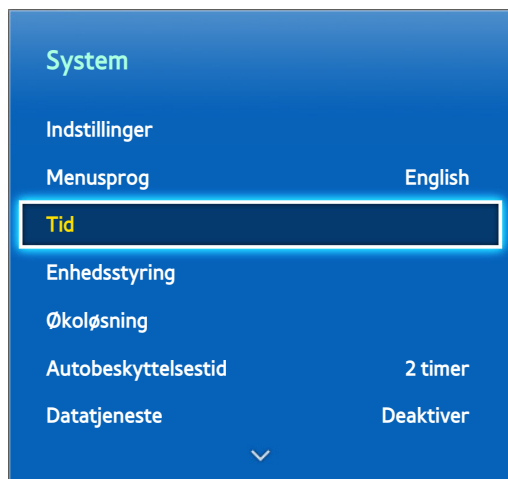 System
Indstillinger
Menusprog English
Tid
Enhedsstyring
Økoløsning
Autobeskyttelsestid 2 timer
Datatjeneste Deaktiver